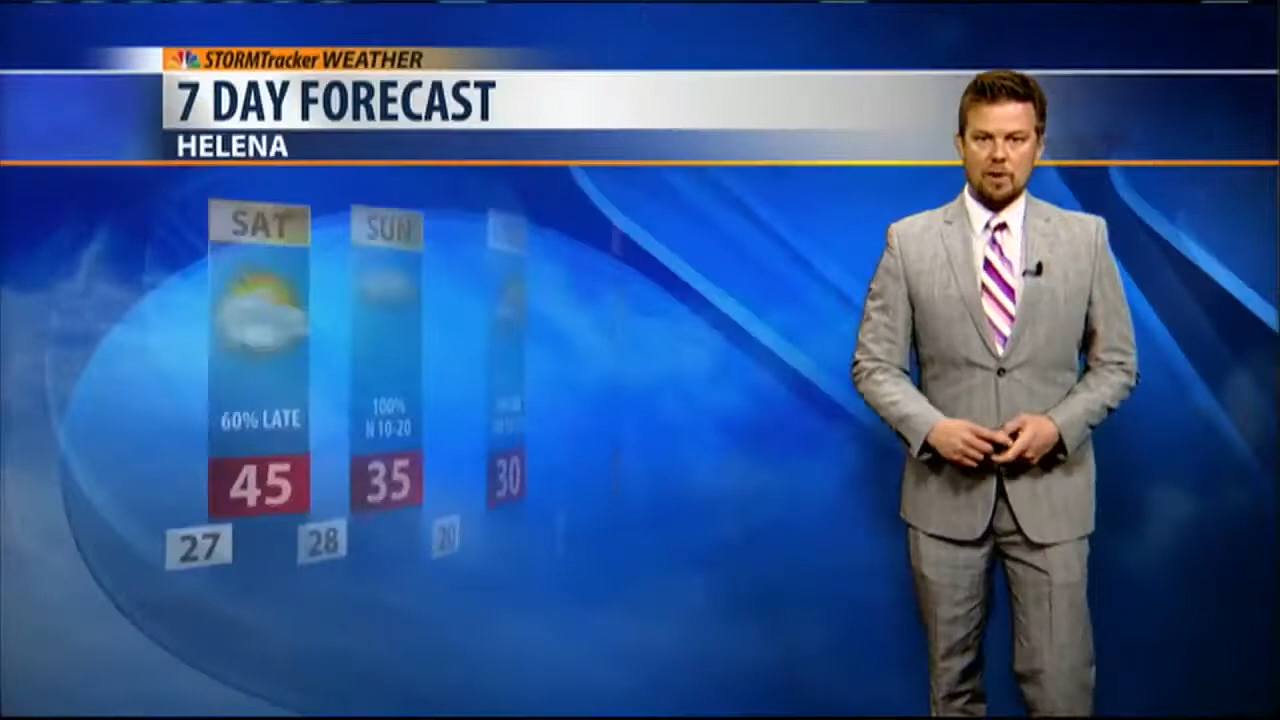 STORMTracker WEATHER
7 DAY FORECAST
HELENA
SAT
SUN
60% LATE
100%
N 10-20
45
35
30
27
28
20